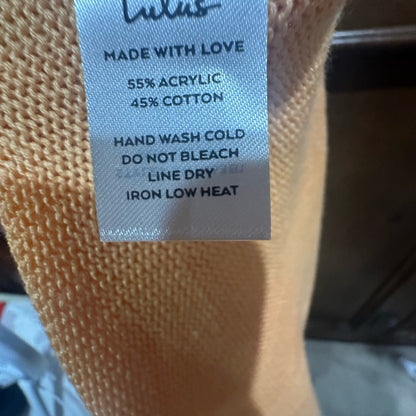 Lulus
MADE WITH LOVE
55% ACRYLIC
45% COTTON
HAND WASH COLD
DO NOT BLEACH
LINE DRY
IRON LOW HEAT